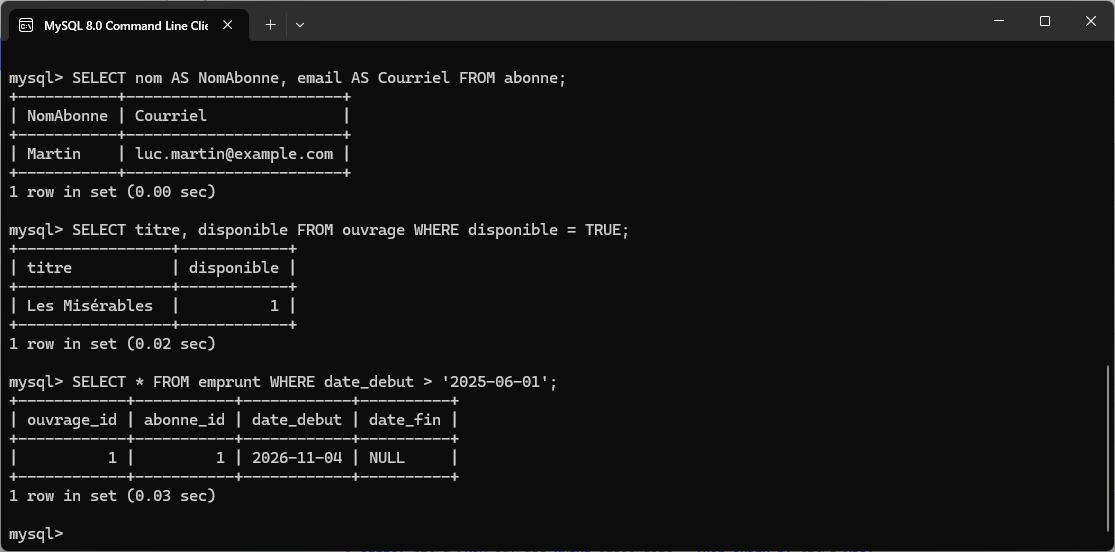 MySQL 8.0 Command Line Clie
mysql> SELECT nom AS NomAbonne, email AS Courriel FROM abonne;
+-----------+------------------------+
| NomAbonne | Courriel               |
+-----------+------------------------+
| Martin    | luc.martin@example.com |
+-----------+------------------------+
1 row in set (0.00 sec)
mysql> SELECT titre, disponible FROM ouvrage WHERE disponible = TRUE;
+-----------------+------------+
| titre           | disponible |
+-----------------+------------+
| Les Misérables  |          1 |
+-----------------+------------+
1 row in set (0.02 sec)
mysql> SELECT * FROM emprunt WHERE date_debut > '2025-06-01';
+------------+-----------+------------+----------+
| ouvrage_id | abonne_id | date_debut | date_fin |
+------------+-----------+------------+----------+
|          1 |         1 | 2026-11-04 | NULL     |
+------------+-----------+------------+----------+
1 row in set (0.03 sec)
mysql>